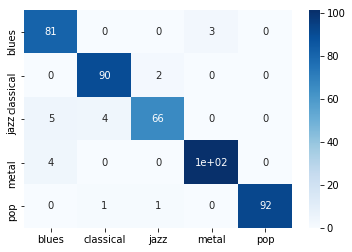 blues 81 0 0 3 0
classical 0 90 2 0 0
jazz 5 4 66 0 0
metal 4 0 0 1e+02 0
pop 0 1 1 0 92
blues classical jazz metal pop
100
80
60
40
20
0